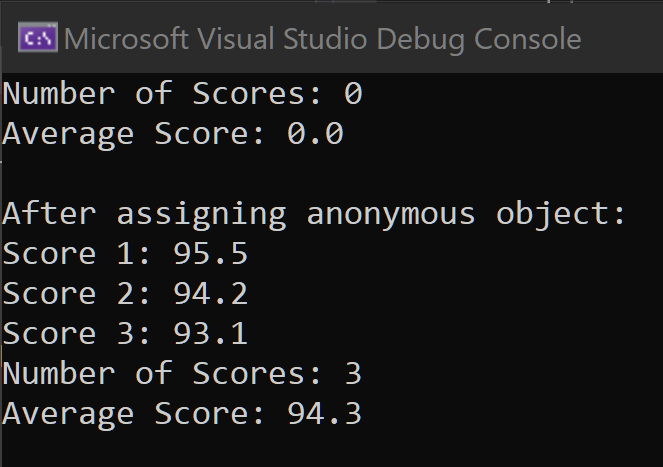 C:\
Microsoft Visual Studio Debug Console
Number of Scores: 0
Average Score: 0.0
After assigning anonymous object:
Score 1: 95.5
Score 2: 94.2
Score 3: 93.1
Number of Scores: 3
Average Score: 94.3